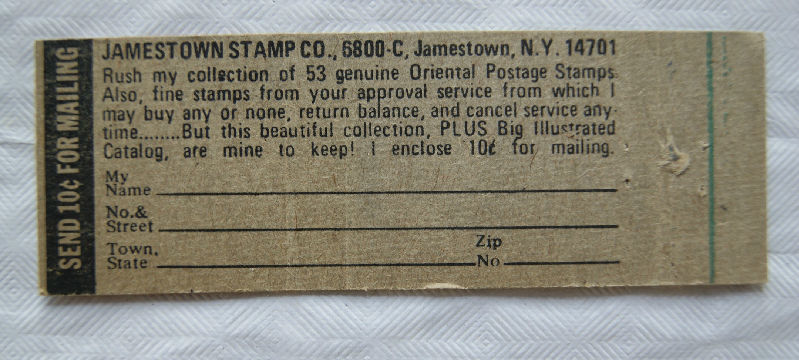 SEND 10¢ FOR MAILING
JAMESTOWN STAMP CO., 6800-C, Jamestown, N.Y. 14701
Rush my collection of 53 genuine Oriental Postage Stamps.
Also, fine stamps from your approval service from which I
may buy any or none, return balance, and cancel service any-
time........But this beautiful collection, PLUS Big Illustrated
Catalog, are mine to keep! I enclose 10¢ for mailing.
My
Name
No.&
Street
Town, Zip
State No